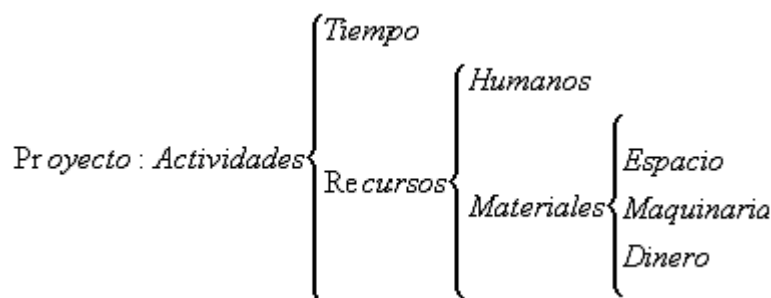 Tiempo
Humanos
Proyecto : Actividades
Recursos
Espacio
Materiales
Maquinaria
Dinero